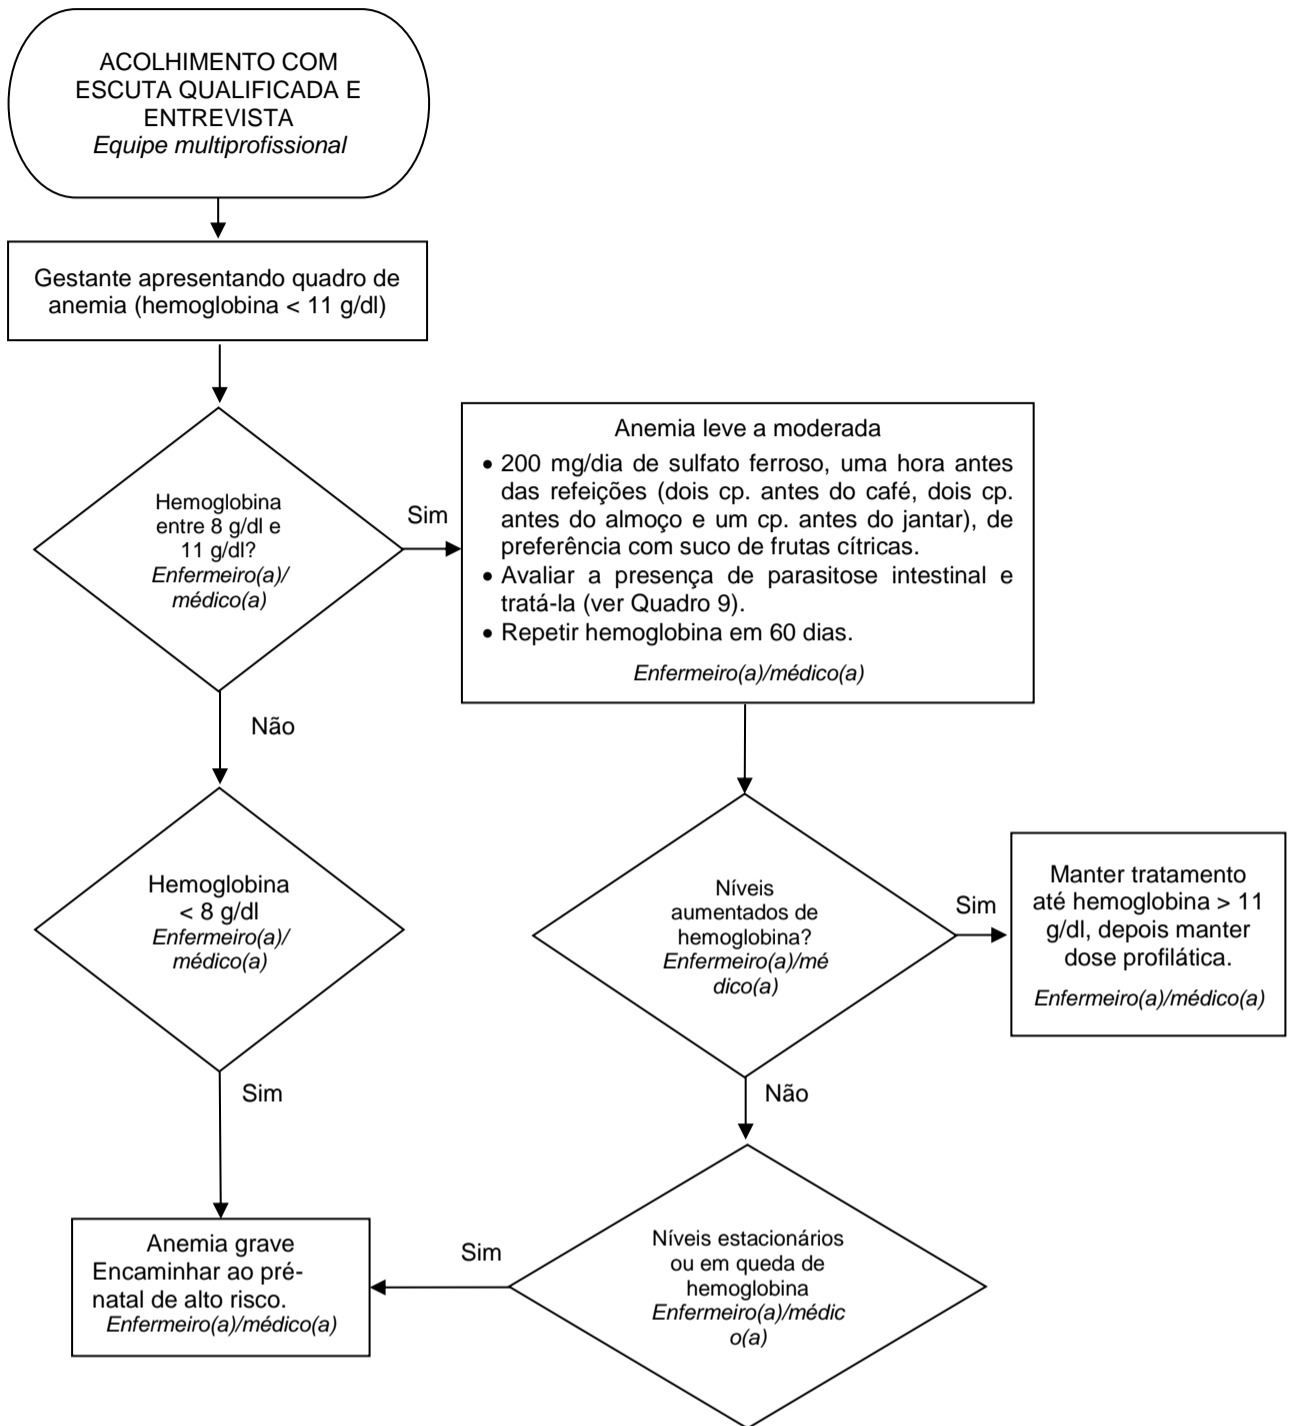 ACOLHIMENTO COM
ESCUTA QUALIFICADA E
ENTREVISTA
Equipe multiprofissional
Gestante apresentando quadro de
anemia (hemoglobina < 11 g/dl)
Hemoglobina
entre 8 g/dl e
11 g/dl?
Enfermeiro(a)/
médico(a)
Sim
Anemia leve a moderada
• 200 mg/dia de sulfato ferroso, uma hora antes
das refeições (dois cp. antes do café, dois cp.
antes do almoço e um cp. antes do jantar), de
preferência com suco de frutas cítricas.
• Avaliar a presença de parasitose intestinal e
tratá-la (ver Quadro 9).
• Repetir hemoglobina em 60 dias.
Enfermeiro(a)/médico(a)
Não
Hemoglobina
< 8 g/dl
Enfermeiro(a)/
médico(a)
Níveis
aumentados de
hemoglobina?
Enfermeiro(a)/mé
dico(a)
Sim
Manter tratamento
até hemoglobina > 11
g/dl, depois manter
dose profilática.
Enfermeiro(a)/médico(a)
Sim
Não
Anemia grave
Encaminhar ao pré-
natal de alto risco.
Enfermeiro(a)/médico(a)
Sim
Níveis estacionários
ou em queda de
hemoglobina
Enfermeiro(a)/médic
o(a)